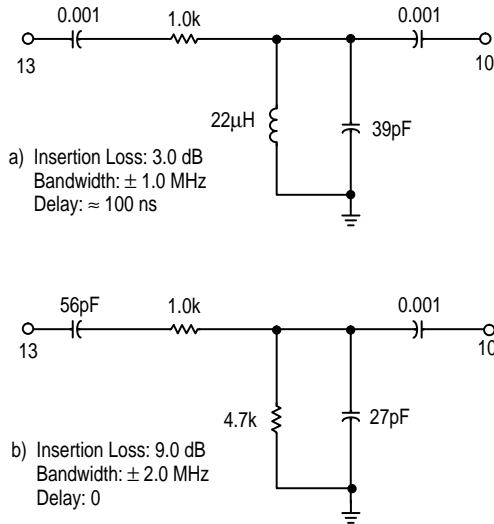 0.001
1.0k
0.001
13
10
22μH
39pF
a) Insertion Loss: 3.0 dB
Bandwidth: ± 1.0 MHz
Delay: ≈ 100 ns
56pF
1.0k
0.001
13
10
4.7k
27pF
b) Insertion Loss: 9.0 dB
Bandwidth: ± 2.0 MHz
Delay: 0